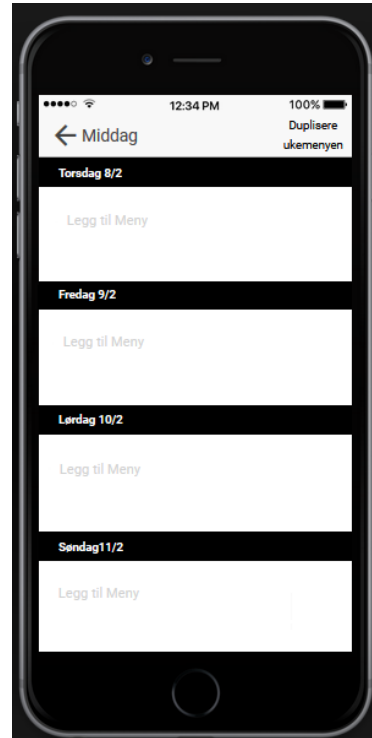 12:34 PM
100%
← Middag
Duplisere
ukemenyen
Torsdag 8/2
Legg til Meny
Fredag 9/2
Legg til Meny
Lørdag 10/2
Legg til Meny
Søndag11/2
Legg til Meny